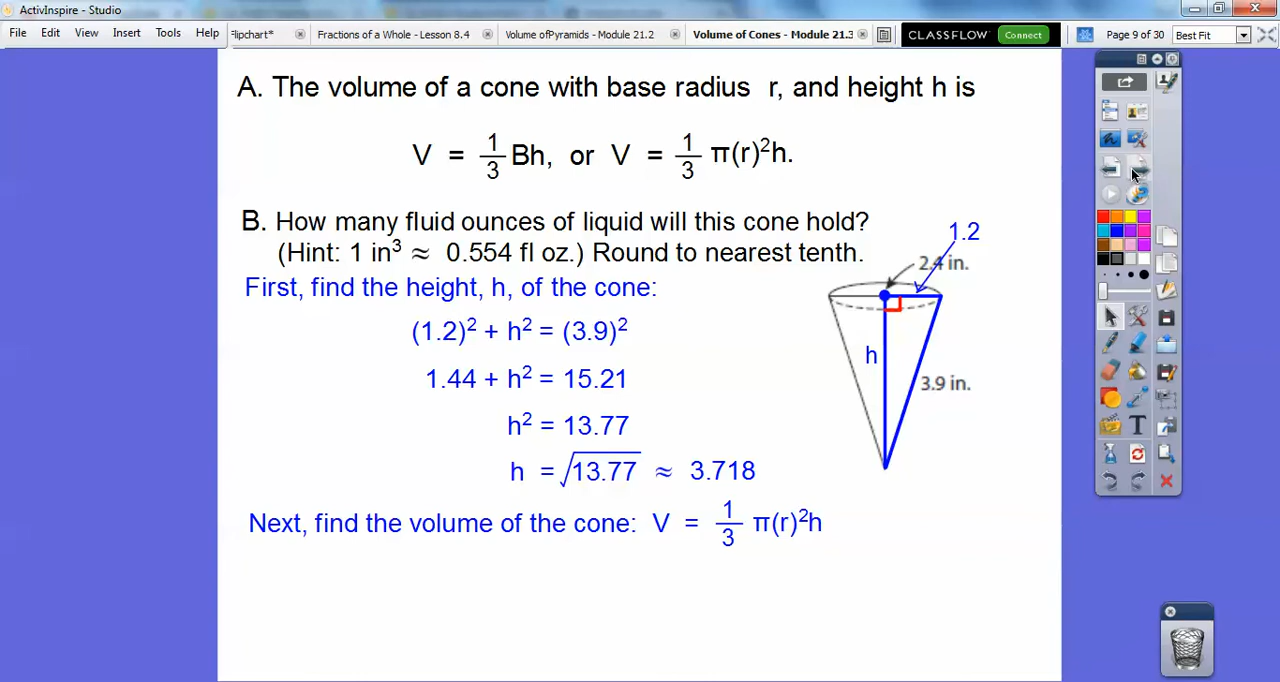 ActivInspire - Studio
File Edit View Insert Tools Help
Flipchart* Fractions of a Whole - Lesson 8.4 Volume ofPyramids - Module 21.2 Volume of Cones - Module 21.3
CLASSFLOW Connect
Page 9 of 30 Best Fit
A. The volume of a cone with base radius r, and height h is
V = 1/3 Bh, or V = 1/3 π(r)²h.
B. How many fluid ounces of liquid will this cone hold?
(Hint: 1 in³ ≈ 0.554 fl oz.) Round to nearest tenth.
1.2
2.4 in.
First, find the height, h, of the cone:
(1.2)² + h² = (3.9)²
h
1.44 + h² = 15.21
3.9 in.
h² = 13.77
h = √13.77 ≈ 3.718
Next, find the volume of the cone: V = 1/3 π(r)²h